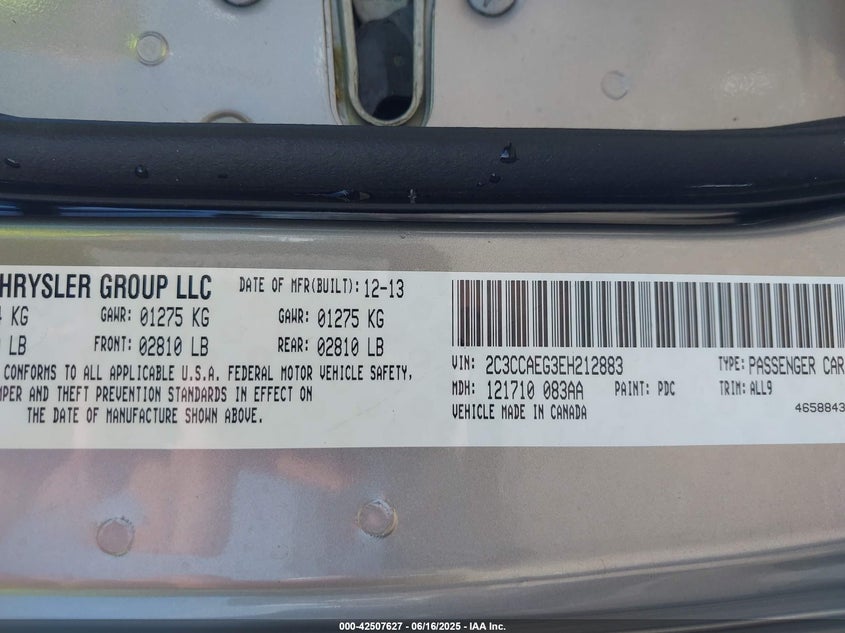 HRYSLER GROUP LLC DATE OF MFR(BUILT): 12-13
KG GAWR: 01275 KG GAWR: 01275 KG
LB FRONT: 02810 LB REAR: 02810 LB
CONFORMS TO ALL APPLICABLE U.S.A. FEDERAL MOTOR VEHICLE SAFETY,
MPER AND THEFT PREVENTION STANDARDS IN EFFECT ON
THE DATE OF MANUFACTURE SHOWN ABOVE.
VIN: 2C3CCAEG3EH212883 TYPE: PASSENGER CAR
MDH: 121710 083AA PAINT: PDC TRIM: ALL9
VEHICLE MADE IN CANADA 4658843
000-42507627 - 06/16/2025 - IAA Inc.